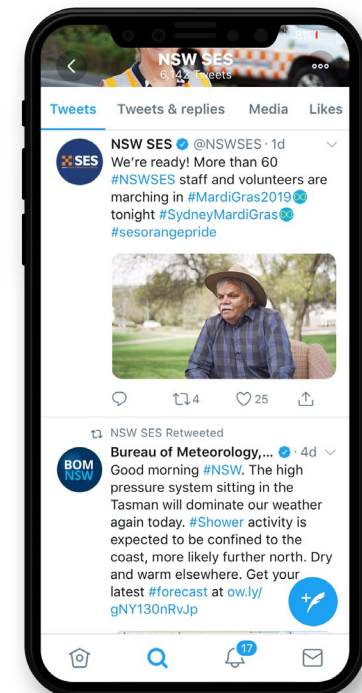 NSW SES
6,142 Tweets
Tweets Tweets & replies Media Likes
NSW SES @NSWSES · 1d
SES
We’re ready! More than 60
#NSWSES staff and volunteers are
marching in #MardiGras2019
tonight #SydneyMardiGras
#sesorangepride
4 25
NSW SES Retweeted
Bureau of Meteorology,... · 4d
BOM
NSW
Good morning #NSW. The high
pressure system sitting in the
Tasman will dominate our weather
again today. #Shower activity is
expected to be confined to the
coast, more likely further north. Dry
and warm elsewhere. Get your
latest #forecast at ow.ly/
gNY130nRvJp
17